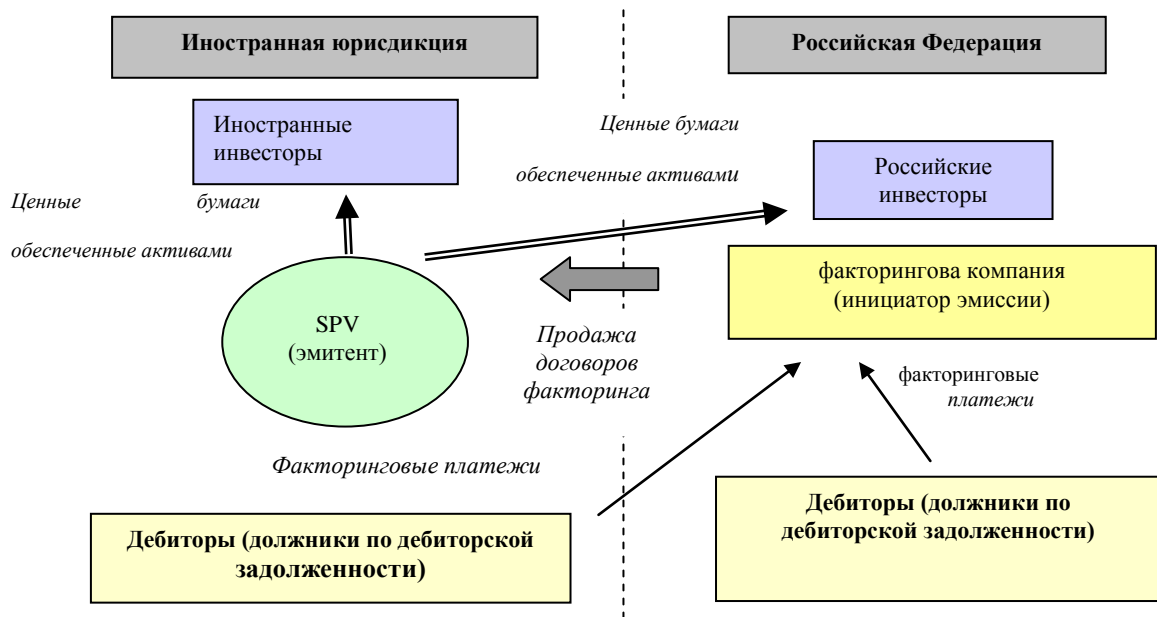 Иностранная юрисдикция
Российская Федерация
Иностранные
инвесторы
Ценные бумаги
обеспеченные активами
Российские
инвесторы
Ценные бумаги
обеспеченные активами
факторингова компания
(инициатор эмиссии)
SPV
(эмитент)
Продажа
договоров
факторинга
факторинговые
платежи
Факторинговые платежи
Дебиторы (должники по дебиторской
задолженности)
Дебиторы (должники по
дебиторской задолженности)